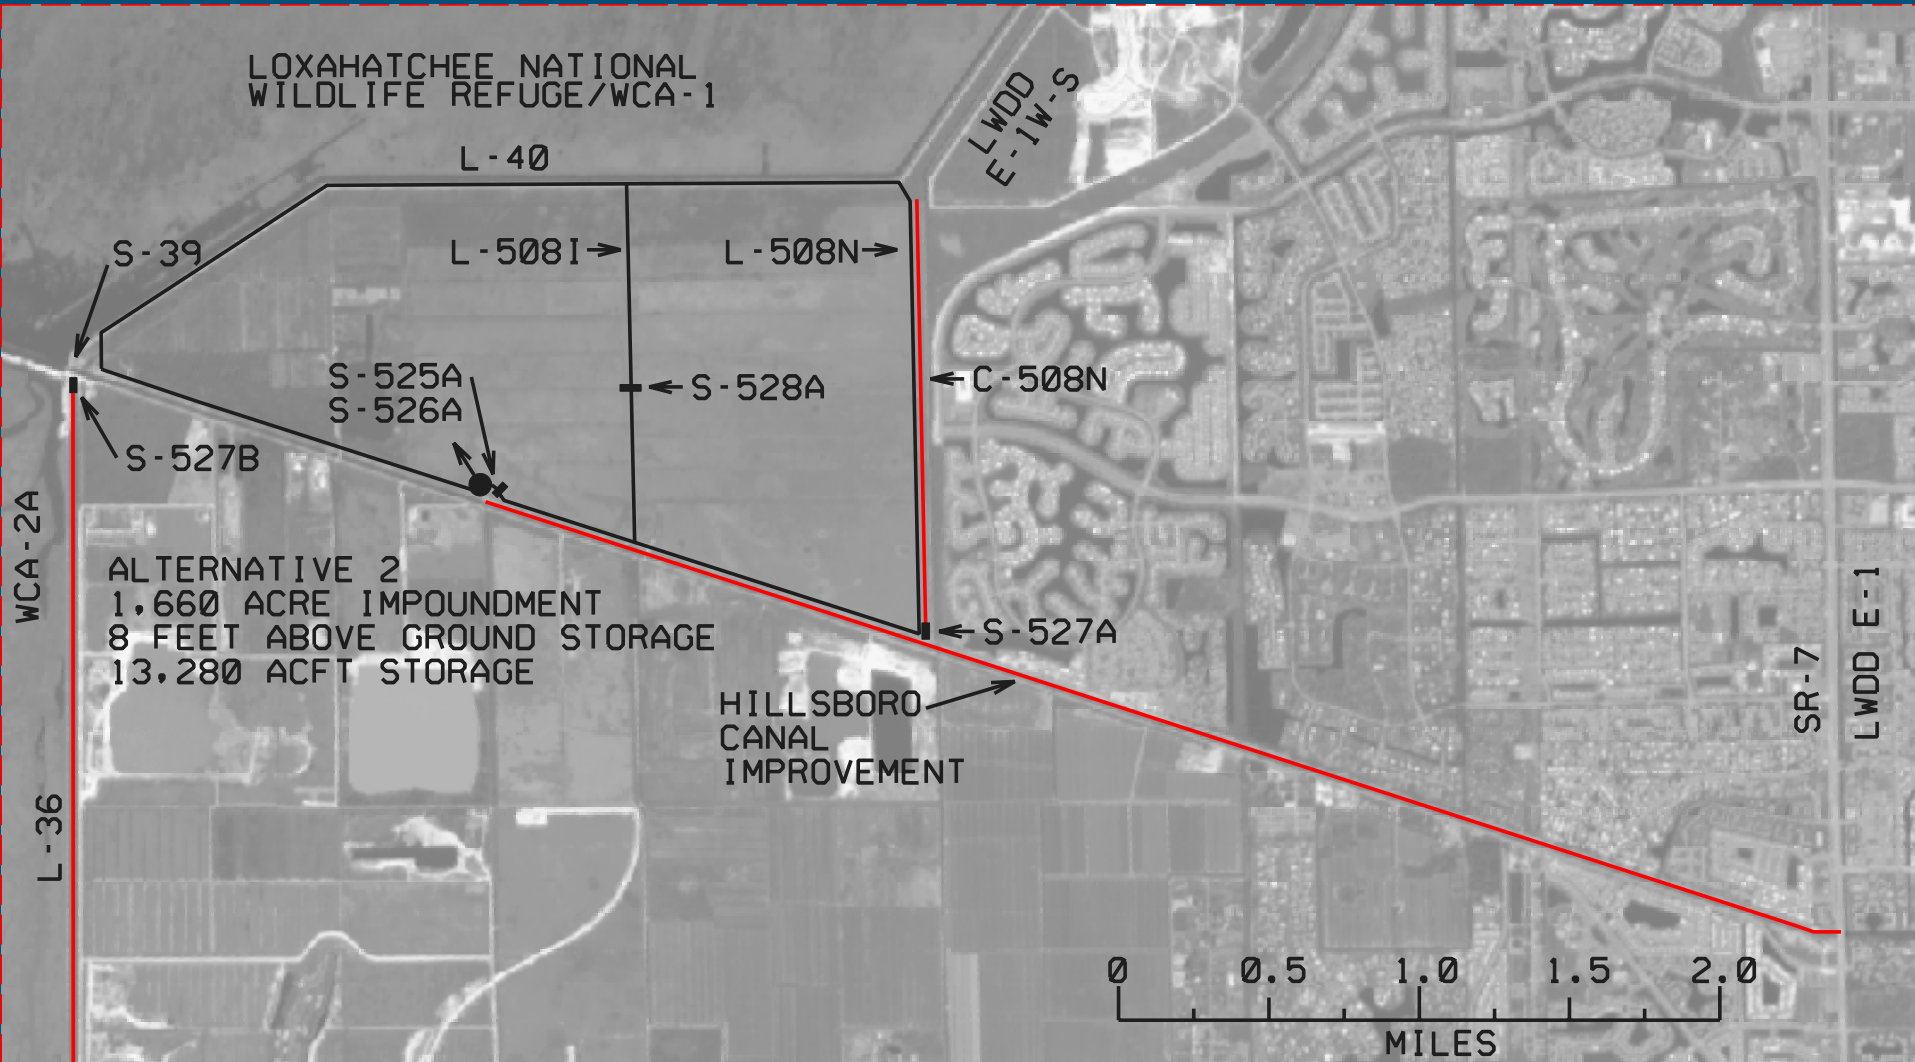 LOXAHATCHEE NATIONAL
WILDLIFE REFUGE/WCA-1
LWDD
E-1W-S
L-40
S-39
L-508I
L-508N
S-525A
S-526A
S-528A
C-508N
S-527B
WCA-2A
ALTERNATIVE 2
1,660 ACRE IMPOUNDMENT
8 FEET ABOVE GROUND STORAGE
13,280 ACFT STORAGE
S-527A
HILLSBORO
CANAL
IMPROVEMENT
SR-7
LWDD E-1
L-36
0 0.5 1.0 1.5 2.0
MILES